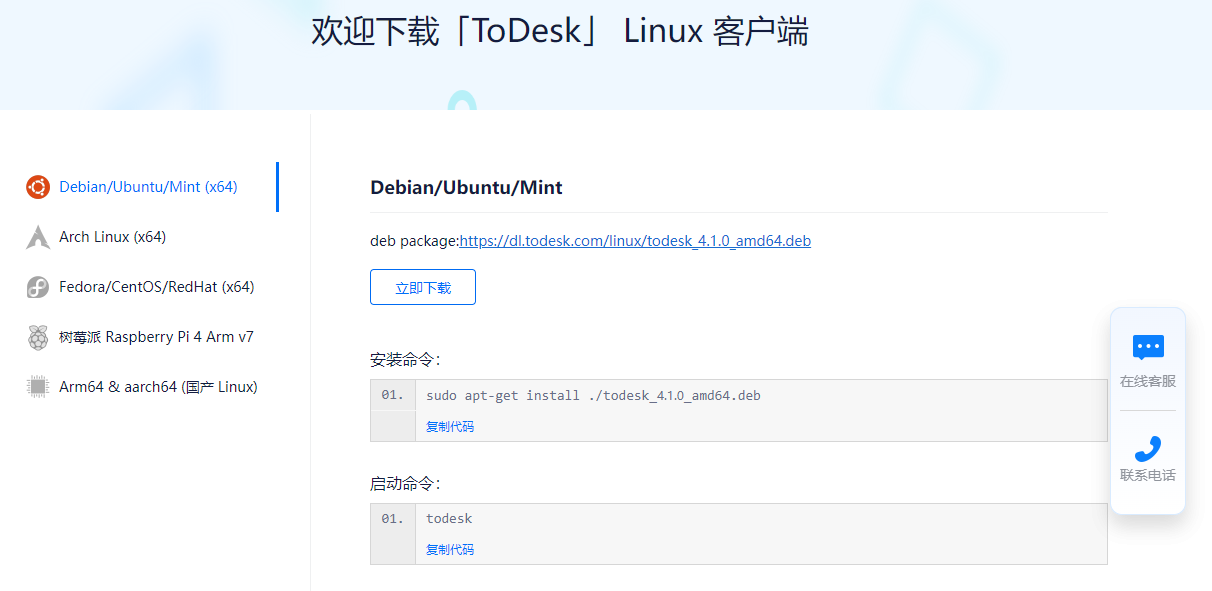 欢迎下载「ToDesk」 Linux 客户端
Debian/Ubuntu/Mint (x64)
Arch Linux (x64)
Fedora/CentOS/RedHat (x64)
树莓派 Raspberry Pi 4 Arm v7
Arm64 & aarch64 (国产 Linux)
Debian/Ubuntu/Mint
deb package:https://dl.todesk.com/linux/todesk_4.1.0_amd64.deb
立即下载
安装命令:
01. sudo apt-get install ./todesk_4.1.0_amd64.deb
复制代码
启动命令:
01. todesk
复制代码
在线客服
联系电话